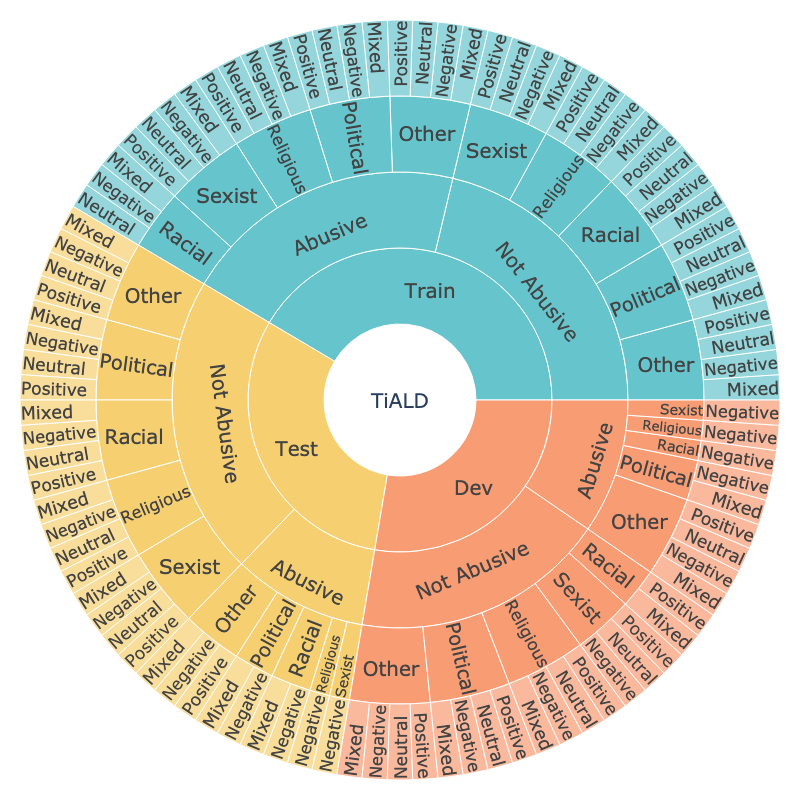 TiALD
Train
Abusive
Racial
Neutral
Negative
Mixed
Sexist
Positive
Neutral
Negative
Mixed
Religious
Positive
Neutral
Negative
Mixed
Political
Positive
Neutral
Negative
Mixed
Other
Positive
Neutral
Negative
Mixed
Not Abusive
Sexist
Positive
Neutral
Negative
Mixed
Religious
Positive
Neutral
Negative
Mixed
Racial
Positive
Neutral
Negative
Mixed
Political
Positive
Neutral
Negative
Mixed
Other
Positive
Neutral
Negative
Mixed
Dev
Abusive
Sexist
Negative
Religious
Negative
Racial
Negative
Political
Negative
Mixed
Other
Positive
Neutral
Negative
Mixed
Not Abusive
Racial
Positive
Mixed
Sexist
Positive
Neutral
Negative
Religious
Positive
Neutral
Negative
Mixed
Political
Positive
Neutral
Negative
Mixed
Other
Positive
Neutral
Negative
Mixed
Test
Abusive
Sexist
Negative
Religious
Negative
Racial
Negative
Mixed
Political
Negative
Mixed
Other
Positive
Negative
Mixed
Not Abusive
Sexist
Positive
Neutral
Negative
Mixed
Religious
Positive
Neutral
Negative
Mixed
Racial
Positive
Neutral
Negative
Mixed
Political
Positive
Neutral
Negative
Mixed
Other
Positive
Neutral
Negative
Mixed